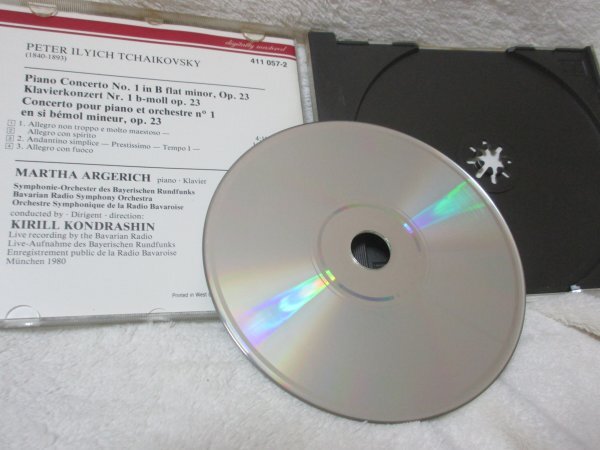 digitally mastered
PETER ILYICH TCHAIKOVSKY
411 057-2
(1840-1893)
Piano Concerto No. 1 in B flat minor, Op. 23
Klavierkonzert Nr. 1 b-moll op. 23
Concerto pour piano et orchestre n° 1
en si bémol mineur, op. 23
1 1. Allegro non troppo e molto maestoso –
2 Allegro con spirito
3 2. Andantino simplice – Prestissimo – Tempo 1 –
4 3. Allegro con fuoco
MARTHA ARGERICH piano · Klavier
Symphonie-Orchester des Bayerischen Rundfunks
Bavarian Radio Symphony Orchestra
Orchestre Symphonique de la Radio Bavaroise
conducted by · Dirigent · direction:
KIRILL KONDRASHIN
Live recording by the Bavarian Radio
Live-Aufnahme des Bayerischen Rundfunks
Enregistrement public de la Radio Bavaroise
München 1980
Printed in West